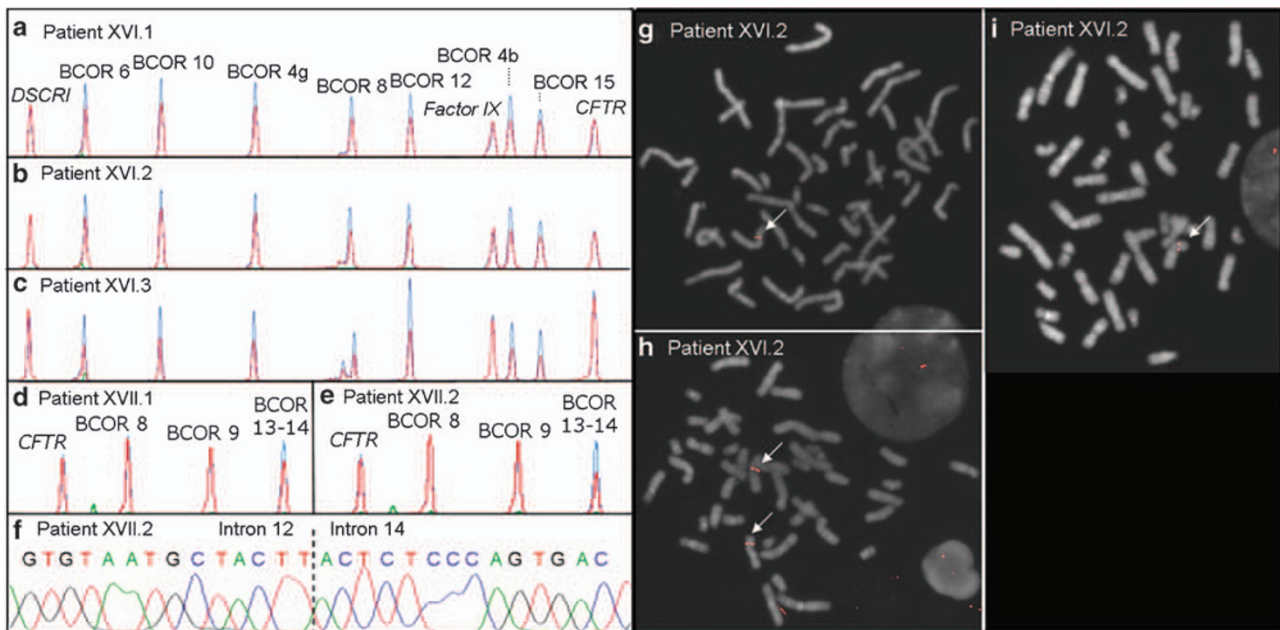 a Patient XVI.1
DSCRI BCOR 6 BCOR 10 BCOR 4g BCOR 8 BCOR 12 Factor IX BCOR 4b BCOR 15 CFTR
b Patient XVI.2
c Patient XVI.3
d Patient XVII.1
CFTR BCOR 8 BCOR 9 BCOR
13-14
e Patient XVII.2
CFTR BCOR 8 BCOR 9 BCOR
13-14
f Patient XVII.2 Intron 12 Intron 14
GTGTAATGCTACTTACTCTCCCAGTGAC
g Patient XVI.2
h Patient XVI.2
i Patient XVI.2